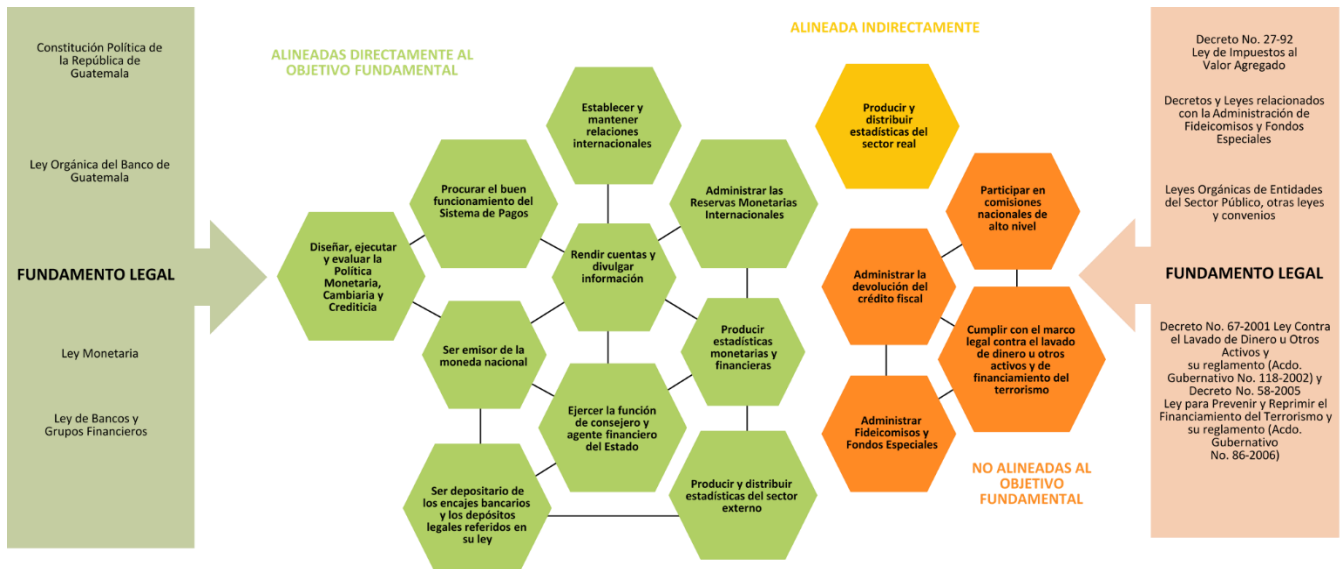 Constitución Política de
la República de
Guatemala
Ley Orgánica del Banco de
Guatemala
FUNDAMENTO LEGAL
Ley Monetaria
Ley de Bancos y
Grupos Financieros
ALINEADAS DIRECTAMENTE AL
OBJETIVO FUNDAMENTAL
Establecer y
mantener
relaciones
internacionales
Procurar el buen
funcionamiento del
Sistema de Pagos
Administrar las
Reservas Monetarias
Internacionales
Diseñar, ejecutar
y evaluar la
Política
Monetaria,
Cambiaria y
Crediticia
Rendir cuentas y
divulgar
información
Ser emisor de la
moneda nacional
Producir
estadísticas
monetarias y
financieras
Ejercer la función
de consejero y
agente financiero
del Estado
Ser depositario de
los encajes bancarios
y los depósitos
legales referidos en
su ley
Producir y distribuir
estadísticas del sector
externo
ALINEADA INDIRECTAMENTE
Producir y
distribuir
estadísticas del
sector real
Participar en
comisiones
nacionales de
alto nivel
Administrar la
devolución del
crédito fiscal
Cumplir con el marco
legal contra el lavado
de dinero u otros
activos y de
financiamiento del
terrorismo
Administrar
Fideicomisos y
Fondos Especiales
NO ALINEADAS AL
OBJETIVO
FUNDAMENTAL
Decreto No. 27-92
Ley de Impuestos al
Valor Agregado
Decretos y Leyes relacionados
con la Administración de
Fideicomisos y Fondos
Especiales
Leyes Orgánicas de Entidades
del Sector Público, otras leyes
y convenios
FUNDAMENTO LEGAL
Decreto No. 67-2001 Ley Contra
el Lavado de Dinero u Otros
Activos y
su reglamento (Acdo.
Gubernativo No. 118-2002) y
Decreto No. 58-2005
Ley para Prevenir y Reprimir el
Financiamiento del Terrorismo y
su reglamento (Acdo.
Gubernativo
No. 86-2006)